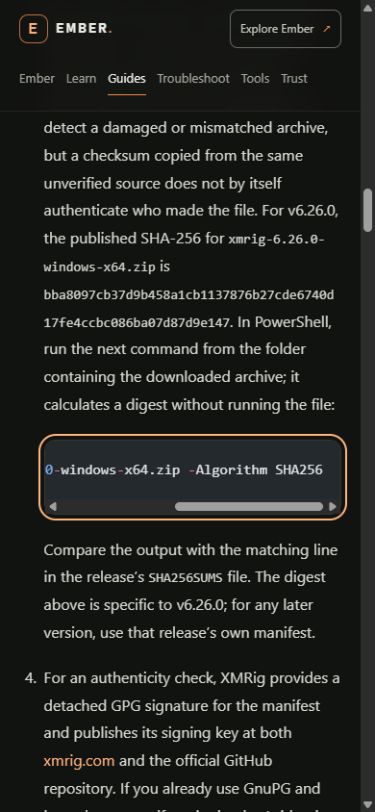 E EMBER.
Explore Ember ↗
Ember Learn Guides Troubleshoot Tools Trust
detect a damaged or mismatched archive,
but a checksum copied from the same
unverified source does not by itself
authenticate who made the file. For v6.26.0,
the published SHA-256 for xmrig-6.26.0-
windows-x64.zip is
bba8097cb37d9b458a1cb1137876b27cde6740d
17fe4ccbc086ba07d87d9e147. In PowerShell,
run the next command from the folder
containing the downloaded archive; it
calculates a digest without running the file:
0-windows-x64.zip -Algorithm SHA256
Compare the output with the matching line
in the release's SHA256SUMS file. The digest
above is specific to v6.26.0; for any later
version, use that release's own manifest.
4. For an authenticity check, XMRig provides a
detached GPG signature for the manifest
and publishes its signing key at both
xmrig.com and the official GitHub
repository. If you already use GnuPG and